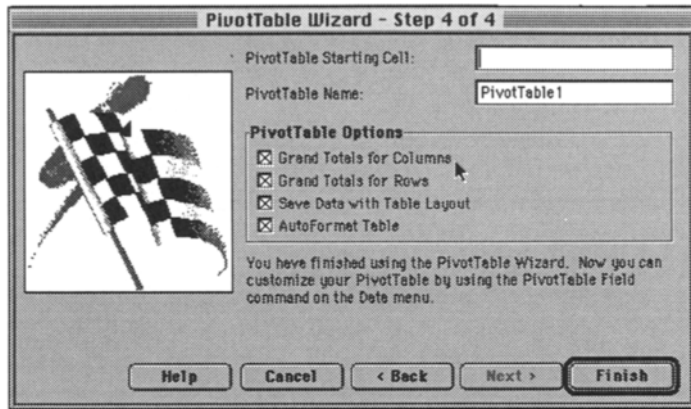 PivotTable Wizard - Step 4 of 4
PivotTable Starting Cell:
PivotTable Name: PivotTable1
PivotTable Options
Grand Totals for Columns
Grand Totals for Rows
Save Data with Table Layout
AutoFormat Table
You have finished using the PivotTable Wizard. Now you can
customize your PivotTable by using the PivotTable Field
command on the Data menu.
Help Cancel < Back Next > Finish